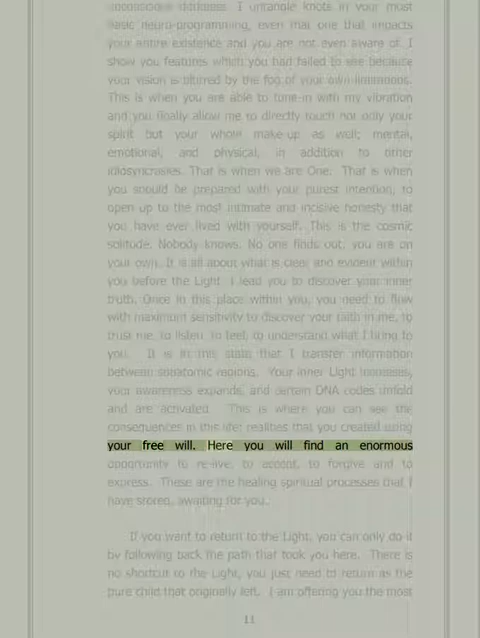 basic neuro-programming, even that one that impacts
your entire existence and you are not even aware of. I
show you features which you had failed to see because
your vision is blurred by the fog of your own limitations.
This is when you are able to tune-in with my vibration
and you finally allow me to directly touch not only your
spirit but your whole make-up as well; mental,
emotional, and physical, in addition to other
idiosyncrasies. That is when we are One. That is when
you should be prepared with your purest intention, to
open up to the most intimate and incisive honesty that
you have ever lived with yourself. This is the cosmic
solitude. Nobody knows. No one finds out. you are on
your own. It is all about what is clear and evident within
you before the Light. I lead you to discover your inner
truth. Once in this place within you, you need to flow
with maximum sensitivity to discover your faith in me, to
trust me, to listen, to feel, to understand what I bring to
you. It is in this state that I transfer information
between subatomic regions. Your inner Light increases,
your awareness expands, and certain DNA codes unfold
and are activated. This is where you can see the
consequences in this life: realities that you created using
your free will. Here you will find an enormous
opportunity to re-live, to accept, to forgive and to
express. These are the healing spiritual processes that I
have stored, awaiting for you.
If you want to return to the Light, you can only do it
by following back the path that took you here. There is
no shortcut to the Light, you just need to return as the
pure child that originally left. I am offering you the most
11